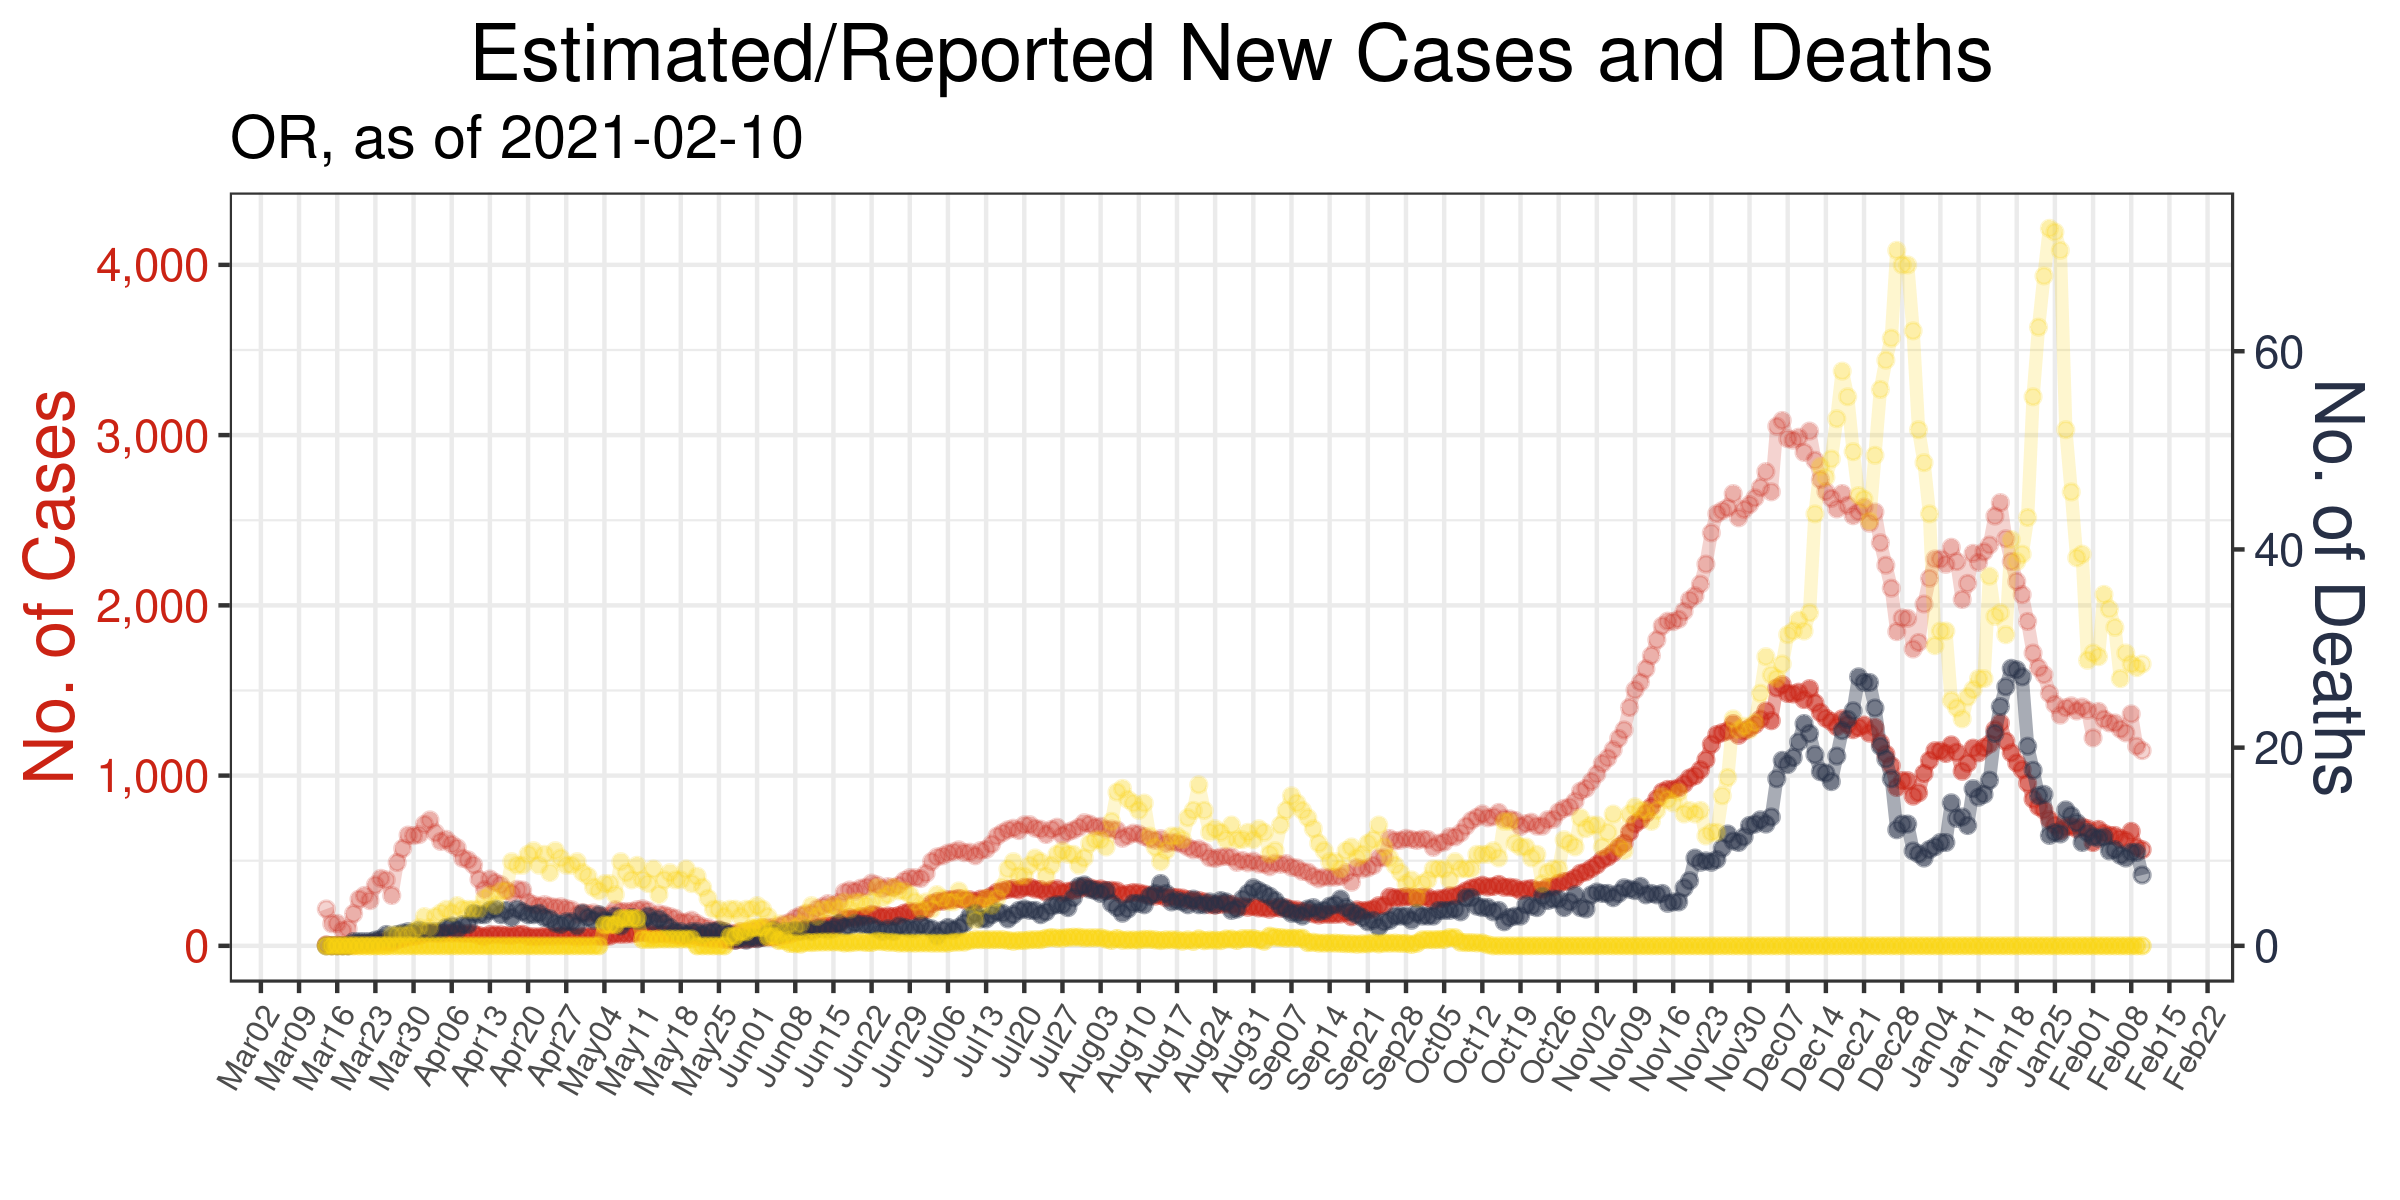 Estimated/Reported New Cases and Deaths
OR, as of 2021-02-10
No. of Cases
4,000
3,000
2,000
1,000
0
60
40
20
0
No. of Deaths
Mar02
Mar09
Mar16
Mar23
Mar30
Apr06
Apr13
Apr20
Apr27
May04
May11
May18
May25
Jun01
Jun08
Jun15
Jun22
Jun29
Jul06
Jul13
Jul20
Jul27
Aug03
Aug10
Aug17
Aug24
Aug31
Sep07
Sep14
Sep21
Sep28
Oct05
Oct12
Oct19
Oct26
Nov02
Nov09
Nov16
Nov23
Nov30
Dec07
Dec14
Dec21
Dec28
Jan04
Jan11
Jan18
Jan25
Feb01
Feb08
Feb15
Feb22